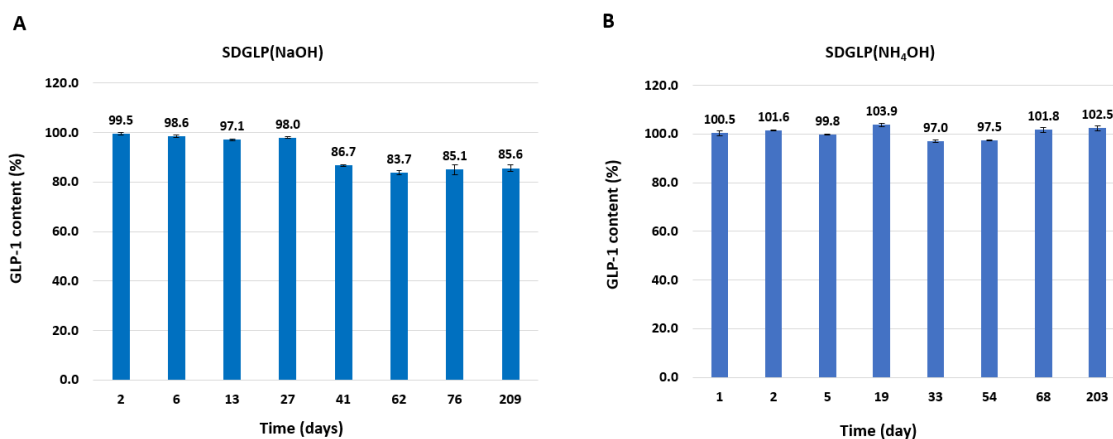 A
SDGLP(NaOH)
120.0
100.0
80.0
60.0
40.0
20.0
0.0
GLP-1 content (%)
99.5 98.6 97.1 98.0 86.7 83.7 85.1 85.6
2 6 13 27 41 62 76 209
Time (days)
B
SDGLP(NH₄OH)
120.0
100.0
80.0
60.0
40.0
20.0
0.0
GLP-1 content (%)
100.5 101.6 99.8 103.9 97.0 97.5 101.8 102.5
1 2 5 19 33 54 68 203
Time (day)